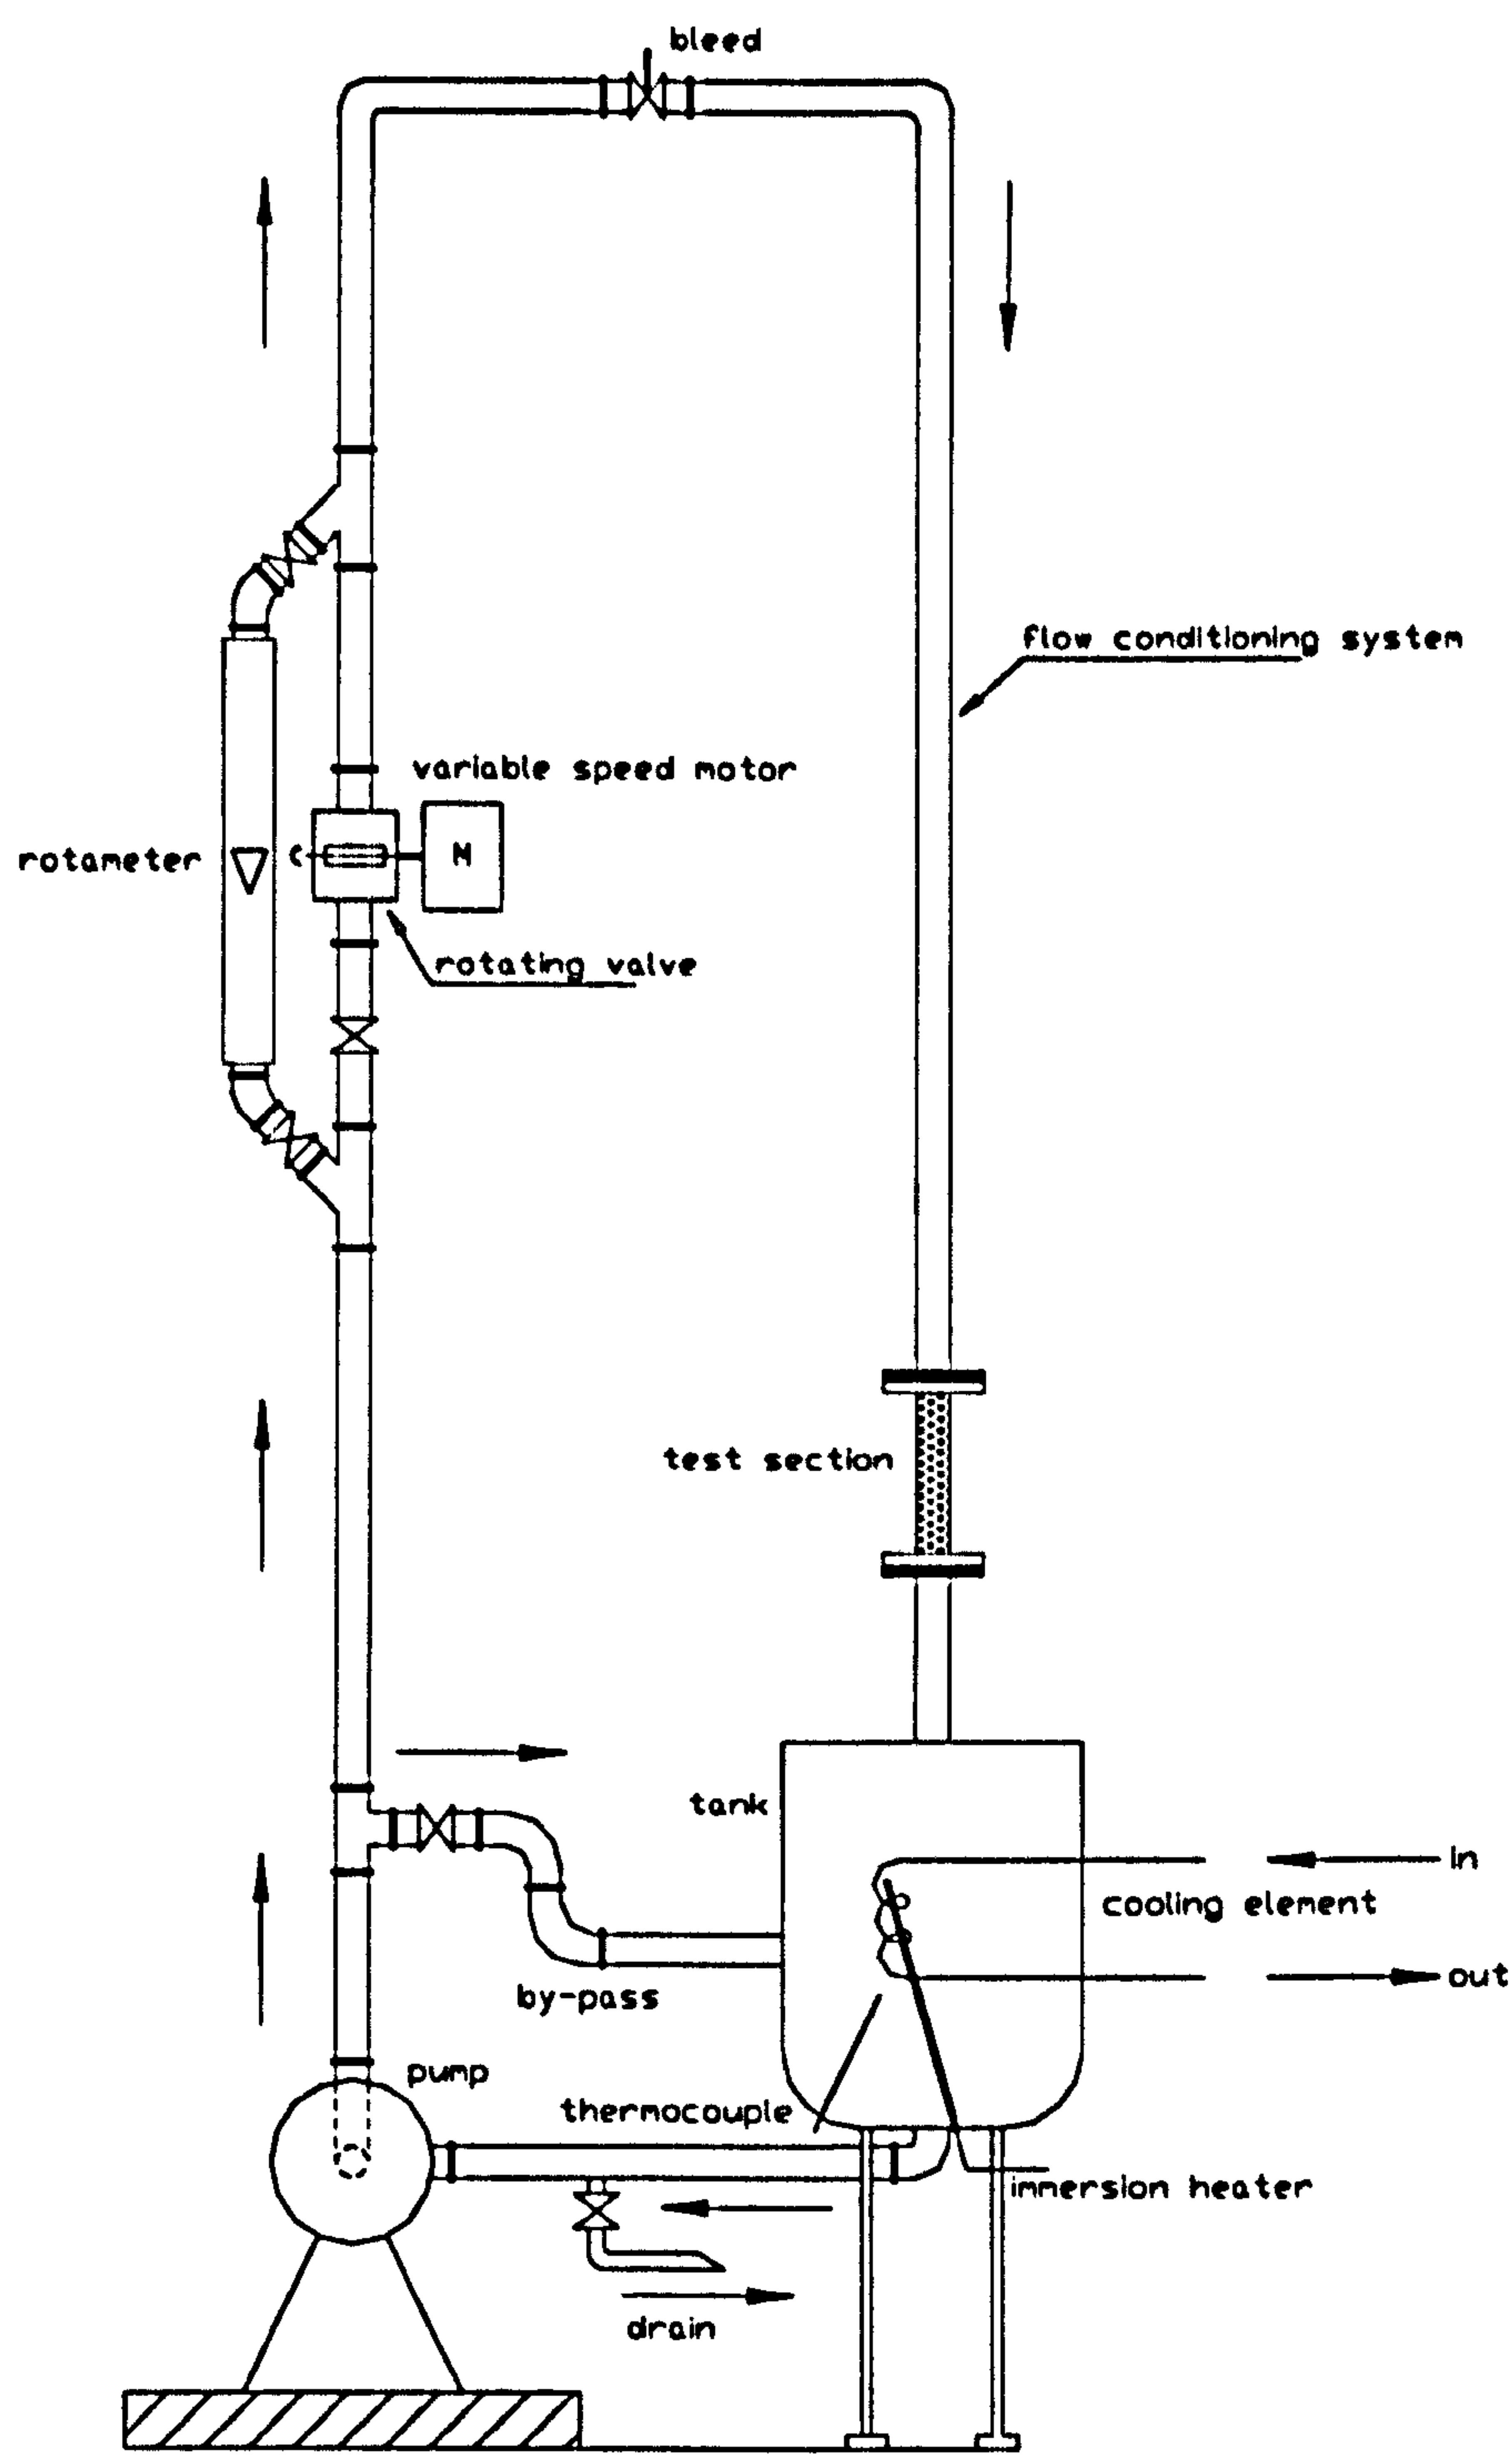 bleed
flow conditioning system
variable speed motor
rotameter
M
rotating valve
test section
tank
in
cooling element
out
by-pass
pump
thermocouple
immersion heater
drain